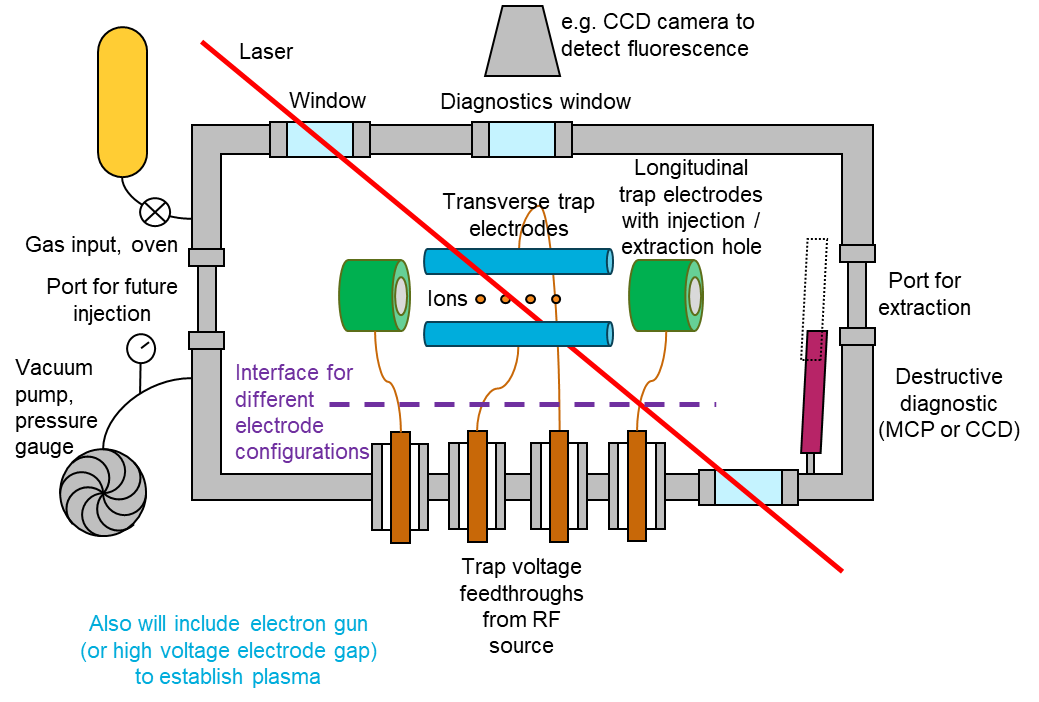 e.g. CCD camera to
detect fluorescence
Laser
Window
Diagnostics window
Longitudinal
trap electrodes
with injection /
extraction hole
Transverse trap
electrodes
Gas input, oven
Port for future
injection
Ions
Port for
extraction
Vacuum
pump,
pressure
gauge
Interface for
different
electrode
configurations
Destructive
diagnostic
(MCP or CCD)
Trap voltage
feedthroughs
from RF
source
Also will include electron gun
(or high voltage electrode gap)
to establish plasma